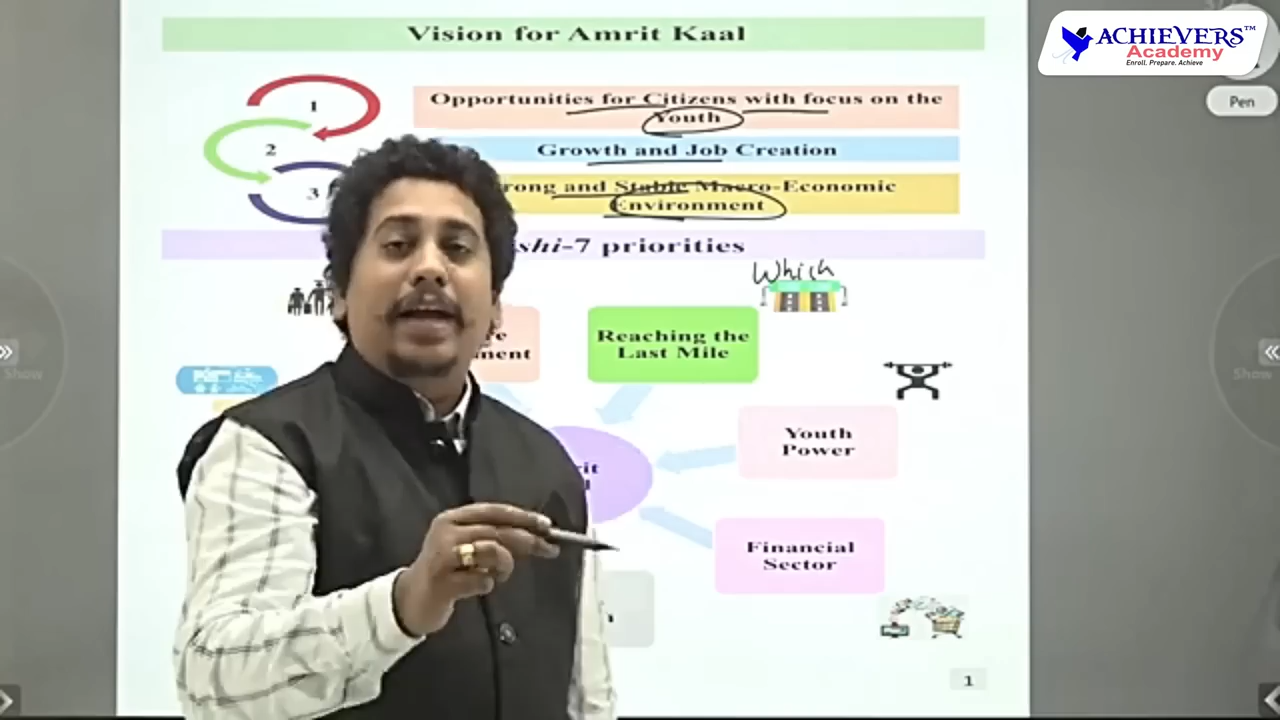 Vision for Amrit Kaal
ACHIEVERS™
Academy
Enroll. Prepare. Achieve
Pen
1
Opportunities for Citizens with focus on the
Youth
2
Growth and Job Creation
3
and Stable Macro-Economic
Environment
-7 priorities
Which
Reaching the
Last Mile
Show
Show
Youth
Power
Financial
Sector
1